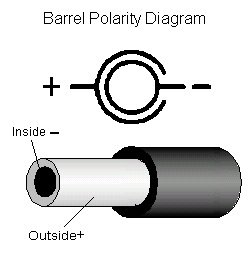 Barrel Polarity Diagram
+ –
Inside –
Outside+